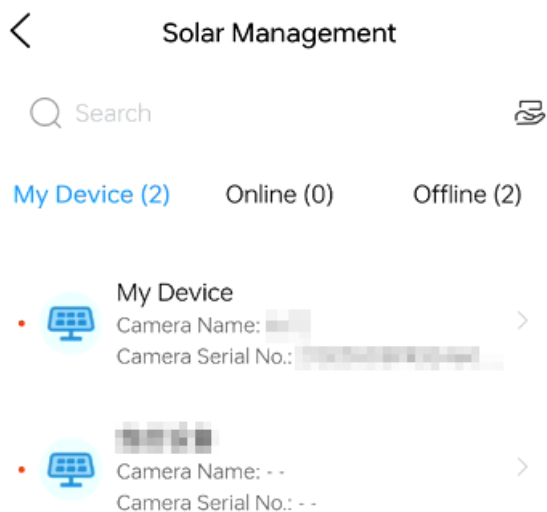 Solar Management
Search
My Device (2) Online (0) Offline (2)
My Device
Camera Name:
Camera Serial No.:
Camera Name: - -
Camera Serial No.: - -